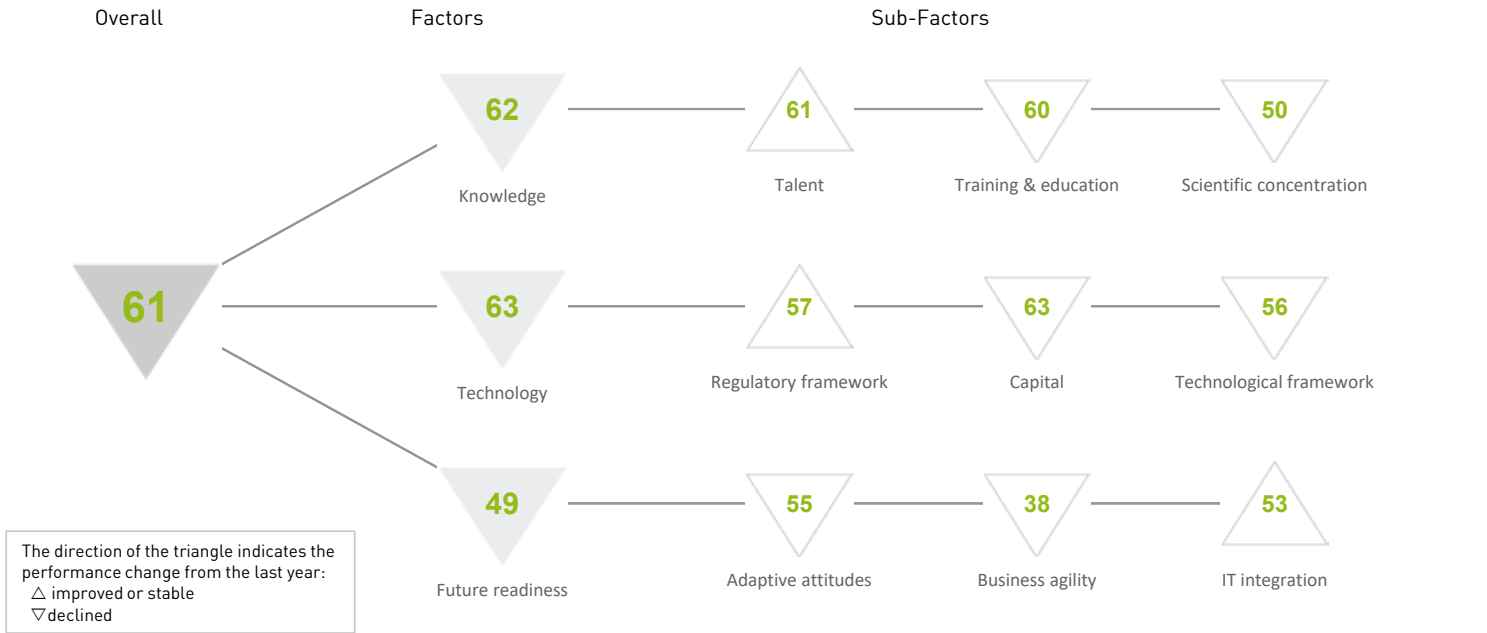 Overall
Factors
Sub-Factors
62
61
60
50
Knowledge
Talent
Training & education
Scientific concentration
61
63
57
63
56
Technology
Regulatory framework
Capital
Technological framework
49
55
38
53
Future readiness
Adaptive attitudes
Business agility
IT integration
The direction of the triangle indicates the
performance change from the last year:
△ improved or stable
▽ declined